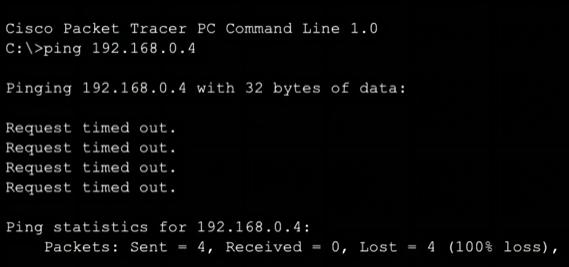 Cisco Packet Tracer PC Command Line 1.0
C:\>ping 192.168.0.4
Pinging 192.168.0.4 with 32 bytes of data:
Request timed out.
Request timed out.
Request timed out.
Request timed out.
Ping statistics for 192.168.0.4:
Packets: Sent = 4, Received = 0, Lost = 4 (100% loss),